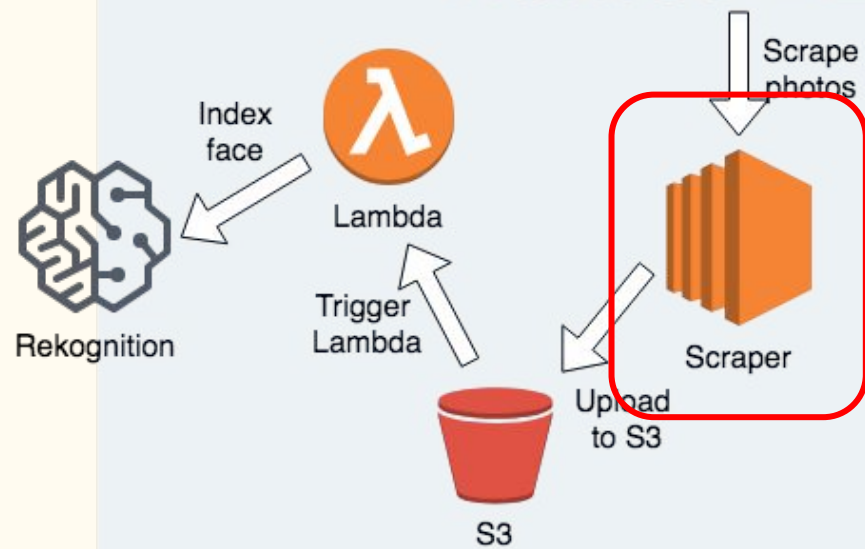 Scrape
photos
Index
face
Lambda
Rekognition
Trigger
Lambda
Scraper
Upload
to S3
S3